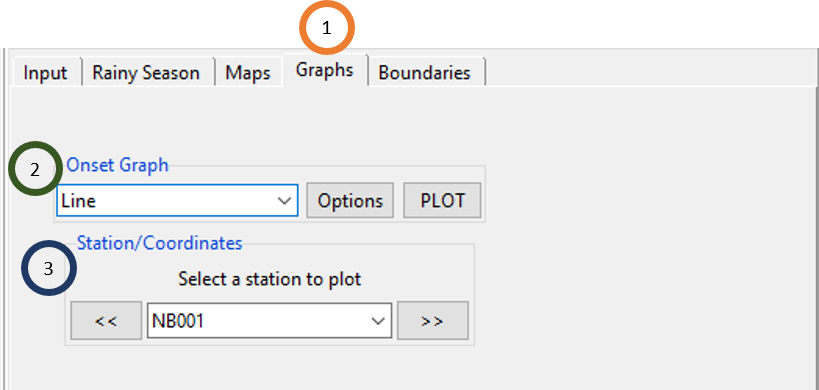 1
Input Rainy Season Maps Graphs Boundaries
2 Onset Graph
Line Options PLOT
Station/Coordinates
3 Select a station to plot
<< NB001 >>